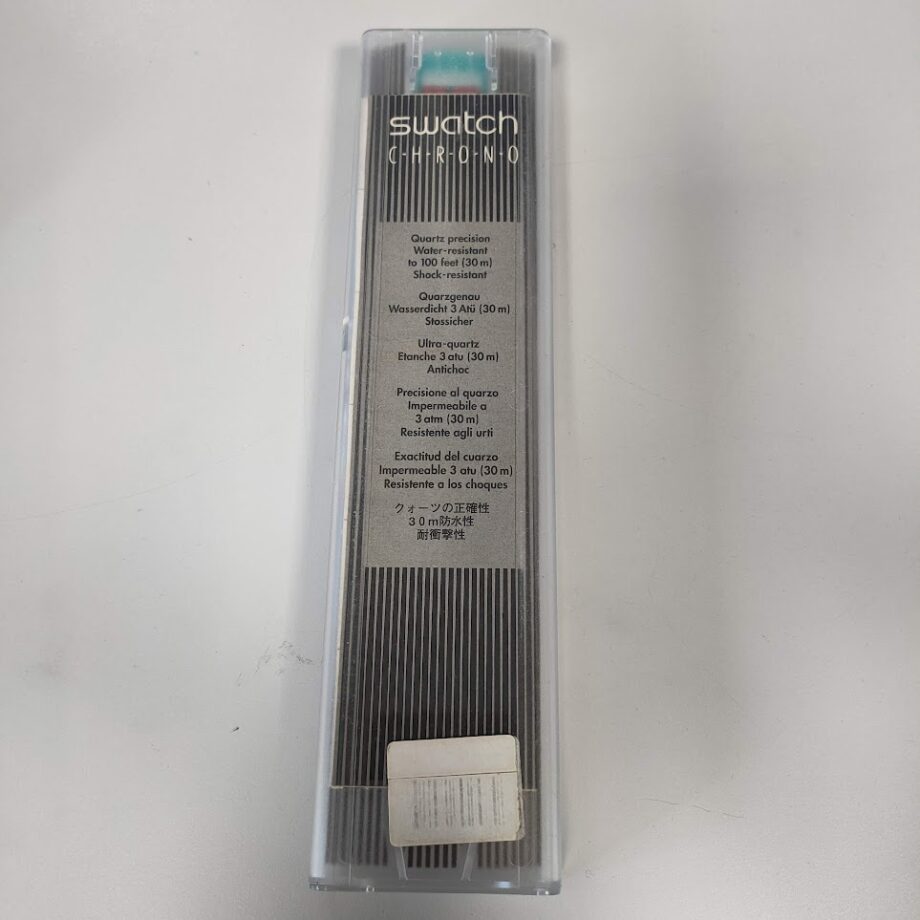 swatch
C·H·R·O·N·O
Quartz precision
Water-resistant
to 100 feet (30 m)
Shock-resistant
Quarzgenau
Wasserdicht 3 Atü (30 m)
Stossicher
Ultra-quartz
Etanche 3 atu (30 m)
Antichoc
Precisione al quarzo
Impermeabile a
3 atm (30 m)
Resistente agli urti
Exactitud del cuarzo
Impermeable 3 atu (30 m)
Resistente a los choques
クォーツの正確性
30m防水性
耐衝撃性